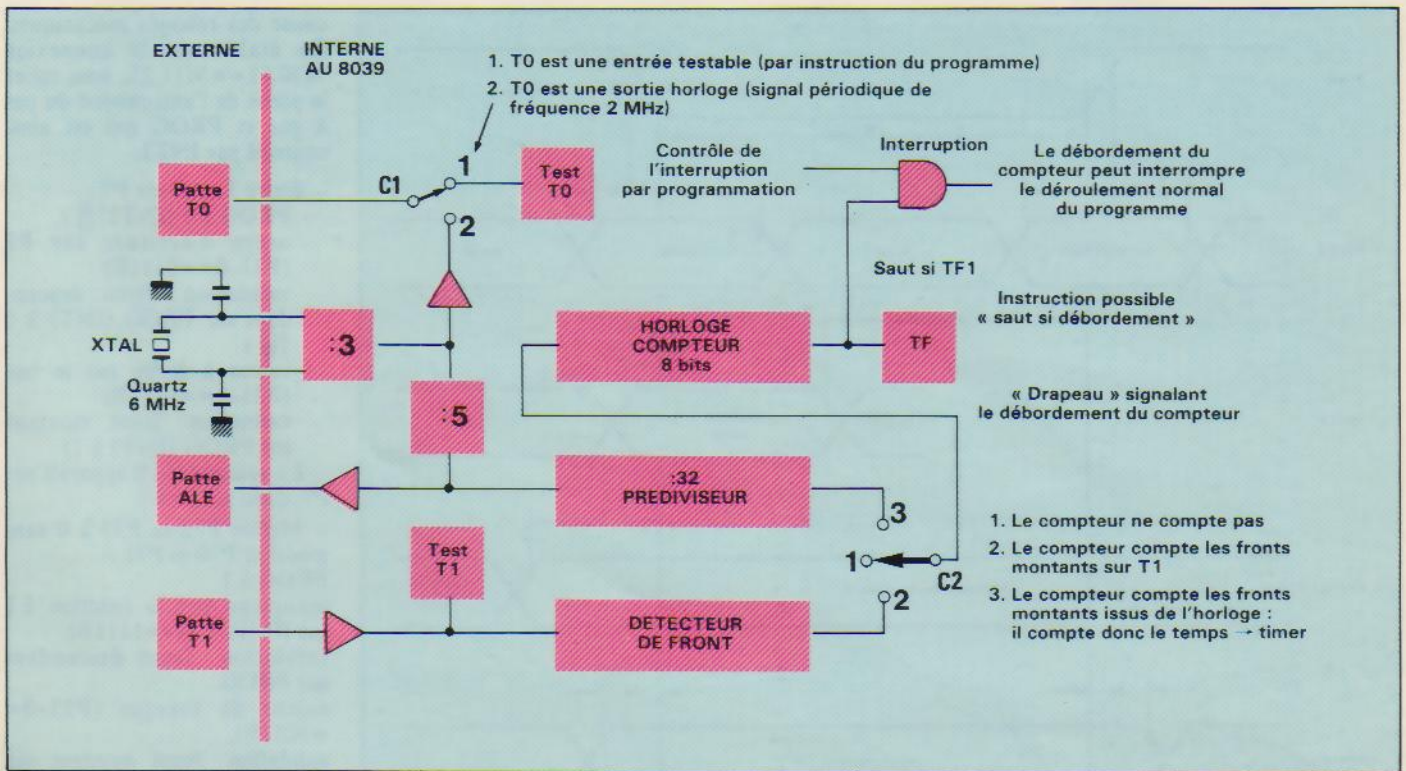 EXTERNE
INTERNE
AU 8039
1. T0 est une entrée testable (par instruction du programme)
2. T0 est une sortie horloge (signal périodique de
fréquence 2 MHz)
Patte
T0
C1
1
2
Test
T0
Contrôle de
l'interruption
par programmation
Interruption
Le débordement du
compteur peut interrompre
le déroulement normal
du programme
Saut si TF1
Instruction possible
« saut si débordement »
XTAL
Quartz
6 MHz
:3
HORLOGE
COMPTEUR
8 bits
TF
« Drapeau » signalant
le débordement du compteur
:5
Patte
ALE
:32
PREDIVISEUR
3
1
C2
2
1. Le compteur ne compte pas
2. Le compteur compte les fronts
montants sur T1
3. Le compteur compte les fronts
montants issus de l'horloge :
il compte donc le temps → timer
Test
T1
Patte
T1
DETECTEUR
DE FRONT